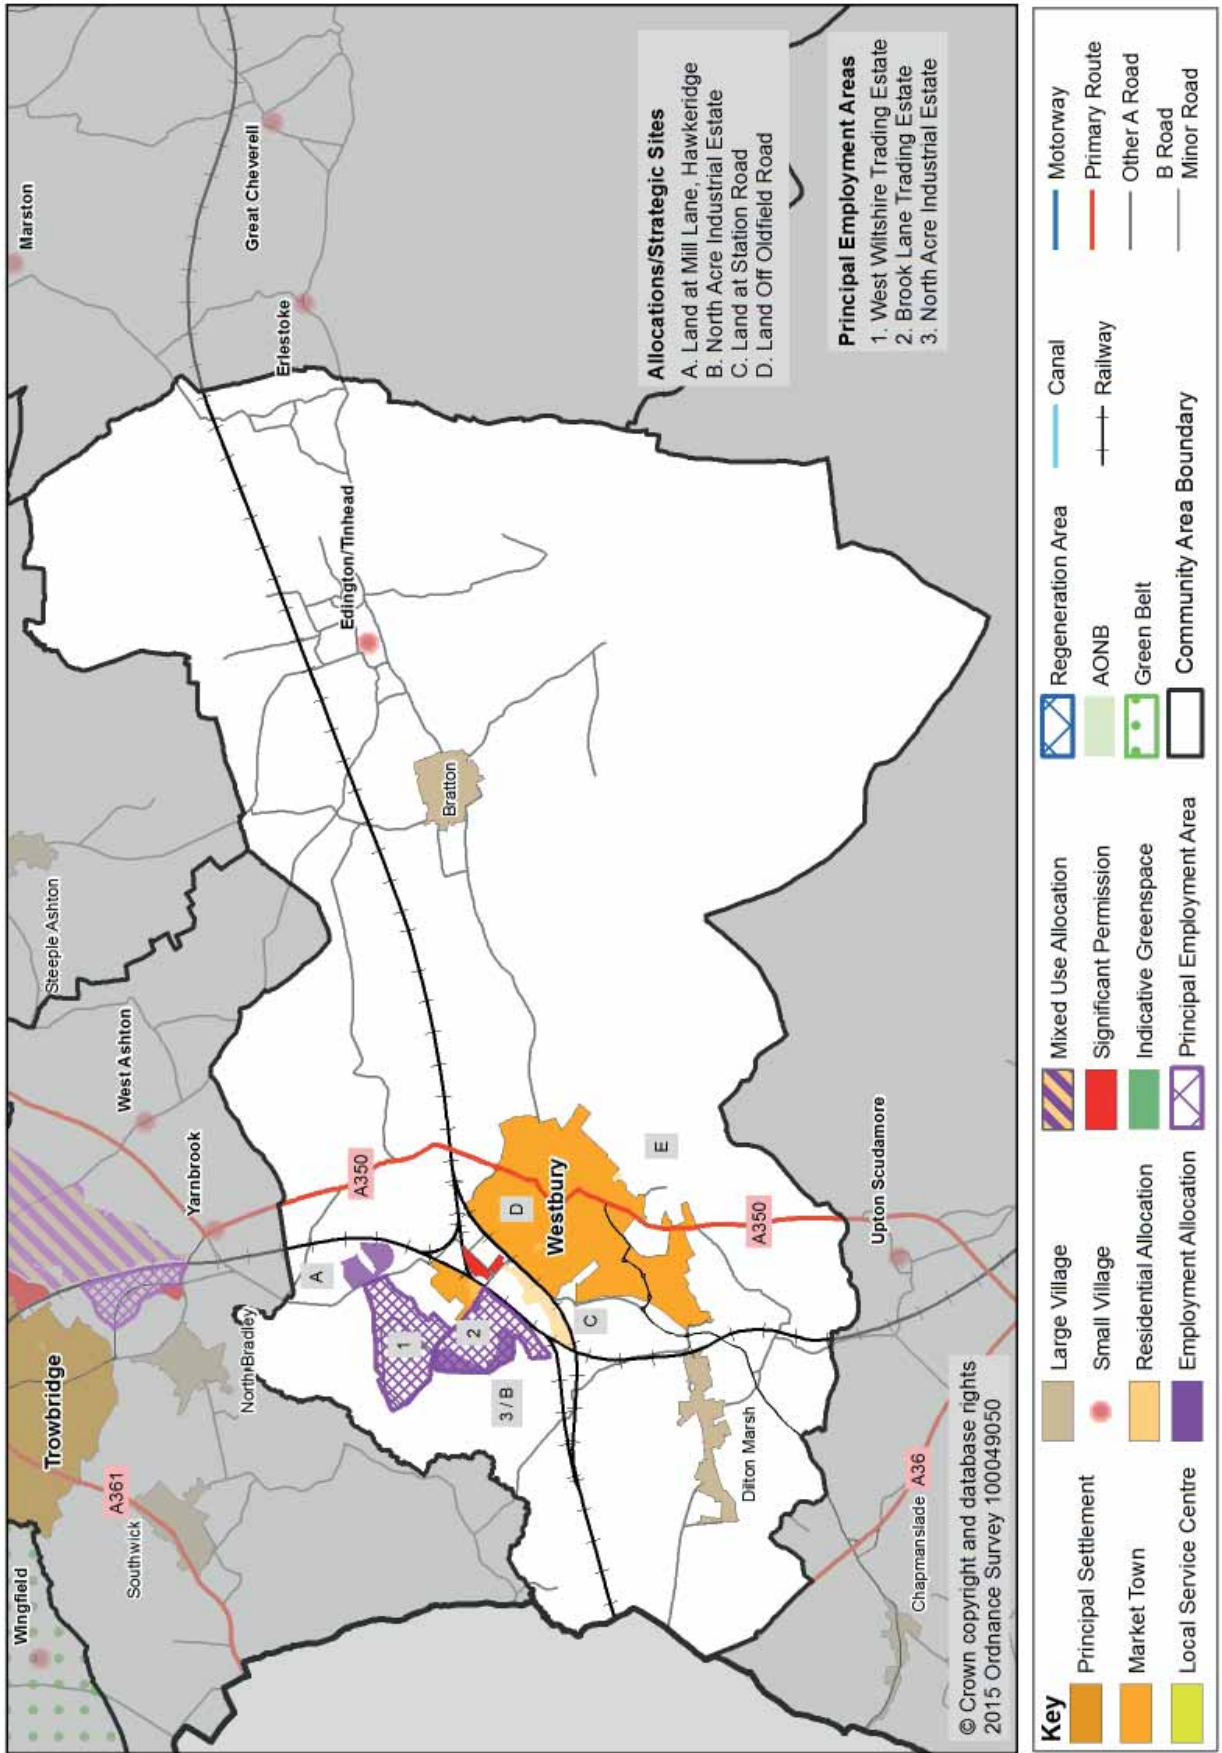 Wingfield
Trowbridge
A361
Southwick
North Bradley
Yarnbrook
West Ashton
Steeple Ashton
Marston
Great Cheverell
Erlestoke
Edington/Tinhead
Bratton
A350
A
1
2
3 / B
D
Westbury
C
E
A350
Dilton Marsh
Upton Scudamore
Chapmanslade
A36
Allocations/Strategic Sites
A. Land at Mill Lane, Hawkeridge
B. North Acre Industrial Estate
C. Land at Station Road
D. Land Off Oldfield Road
Principal Employment Areas
1. West Wiltshire Trading Estate
2. Brook Lane Trading Estate
3. North Acre Industrial Estate
© Crown copyright and database rights
2015 Ordnance Survey 100049050
Key
Principal Settlement
Market Town
Local Service Centre
Large Village
Small Village
Residential Allocation
Employment Allocation
Mixed Use Allocation
Significant Permission
Indicative Greenspace
Principal Employment Area
Regeneration Area
AONB
Green Belt
Community Area Boundary
Canal
Railway
Motorway
Primary Route
Other A Road
B Road
Minor Road